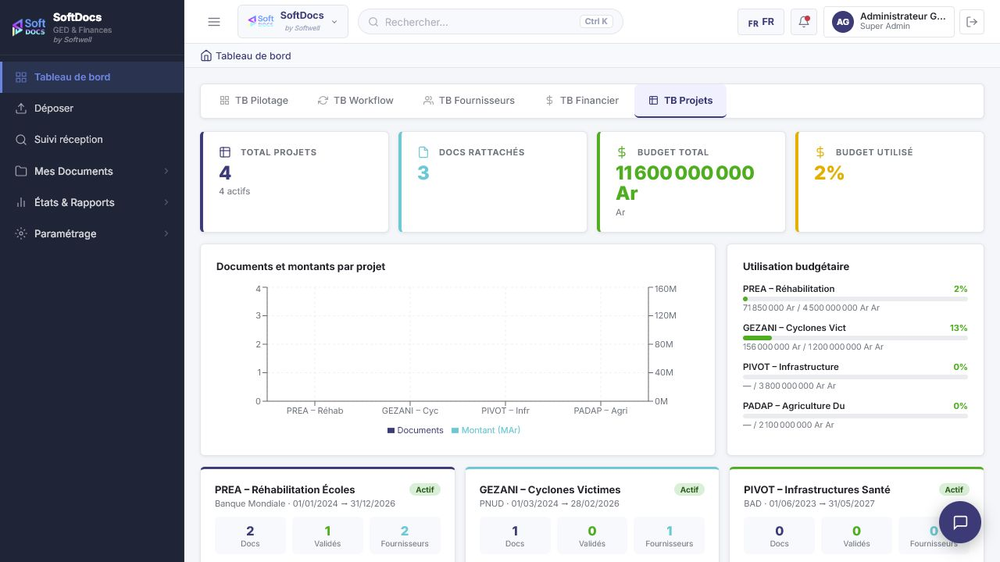 Soft DOCS
SoftDocs
GED & Finances
by Softwell
Tableau de bord
Déposer
Suivi réception
Mes Documents
États & Rapports
Paramétrage
Soft DOCS
SoftDocs
by Softwell
Rechercher...
Ctrl K
FR FR
AG
Administrateur G...
Super Admin
Tableau de bord
TB Pilotage
TB Workflow
TB Fournisseurs
TB Financier
TB Projets
TOTAL PROJETS
4
4 actifs
DOCS RATTACHÉS
3
BUDGET TOTAL
11 600 000 000
Ar
Ar
BUDGET UTILISÉ
2%
Documents et montants par projet
4
3
2
1
0
160M
120M
80M
40M
0M
PREA – Réhab
GEZANI – Cyc
PIVOT – Infr
PADAP – Agri
Documents
Montant (MAr)
Utilisation budgétaire
PREA – Réhabilitation 2%
71 850 000 Ar / 4 500 000 000 Ar Ar
GEZANI – Cyclones Vict 13%
156 000 000 Ar / 1 200 000 000 Ar Ar
PIVOT – Infrastructure 0%
— / 3 800 000 000 Ar Ar
PADAP – Agriculture Du 0%
— / 2 100 000 000 Ar Ar
PREA – Réhabilitation Écoles Actif
Banque Mondiale · 01/01/2024 → 31/12/2026
2 1 2
Docs Validés Fournisseurs
GEZANI – Cyclones Victimes Actif
PNUD · 01/03/2024 → 28/02/2026
1 0 1
Docs Validés Fournisseurs
PIVOT – Infrastructures Santé Actif
BAD · 01/06/2023 → 31/05/2027
0 0 0
Docs Validés Fournisseurs